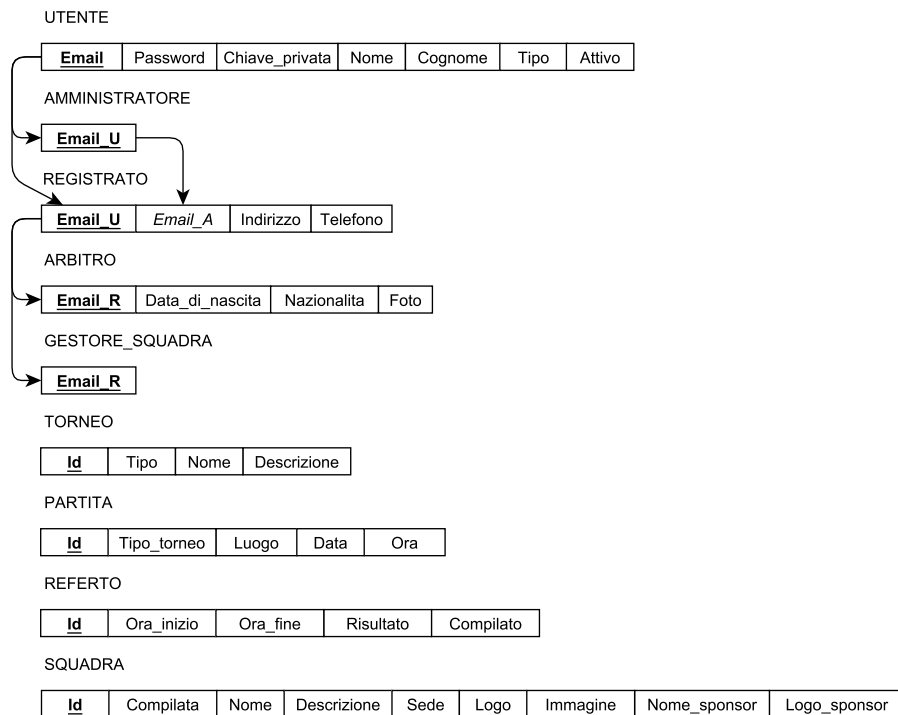 UTENTE
Email Password Chiave_privata Nome Cognome Tipo Attivo
AMMINISTRATORE
Email_U
REGISTRATO
Email_U Email_A Indirizzo Telefono
ARBITRO
Email_R Data_di_nascita Nazionalita Foto
GESTORE_SQUADRA
Email_R
TORNEO
Id Tipo Nome Descrizione
PARTITA
Id Tipo_torneo Luogo Data Ora
REFERTO
Id Ora_inizio Ora_fine Risultato Compilato
SQUADRA
Id Compilata Nome Descrizione Sede Logo Immagine Nome_sponsor Logo_sponsor